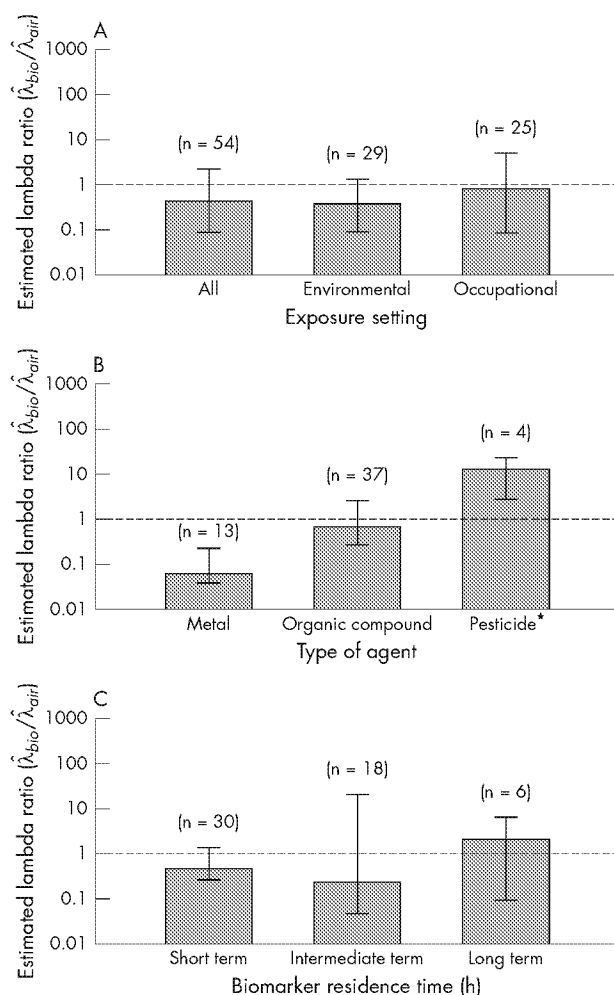 A
Estimated lambda ratio (λ̂bio/λ̂air)
1000
100
10
1
0.1
0.01
(n = 54)
(n = 29)
(n = 25)
All
Environmental
Occupational
Exposure setting
B
Estimated lambda ratio (λ̂bio/λ̂air)
1000
100
10
1
0.1
0.01
(n = 13)
(n = 37)
(n = 4)
Metal
Organic compound
Pesticide*
Type of agent
C
Estimated lambda ratio (λ̂bio/λ̂air)
1000
100
10
1
0.1
0.01
(n = 30)
(n = 18)
(n = 6)
Short term
Intermediate term
Long term
Biomarker residence time (h)